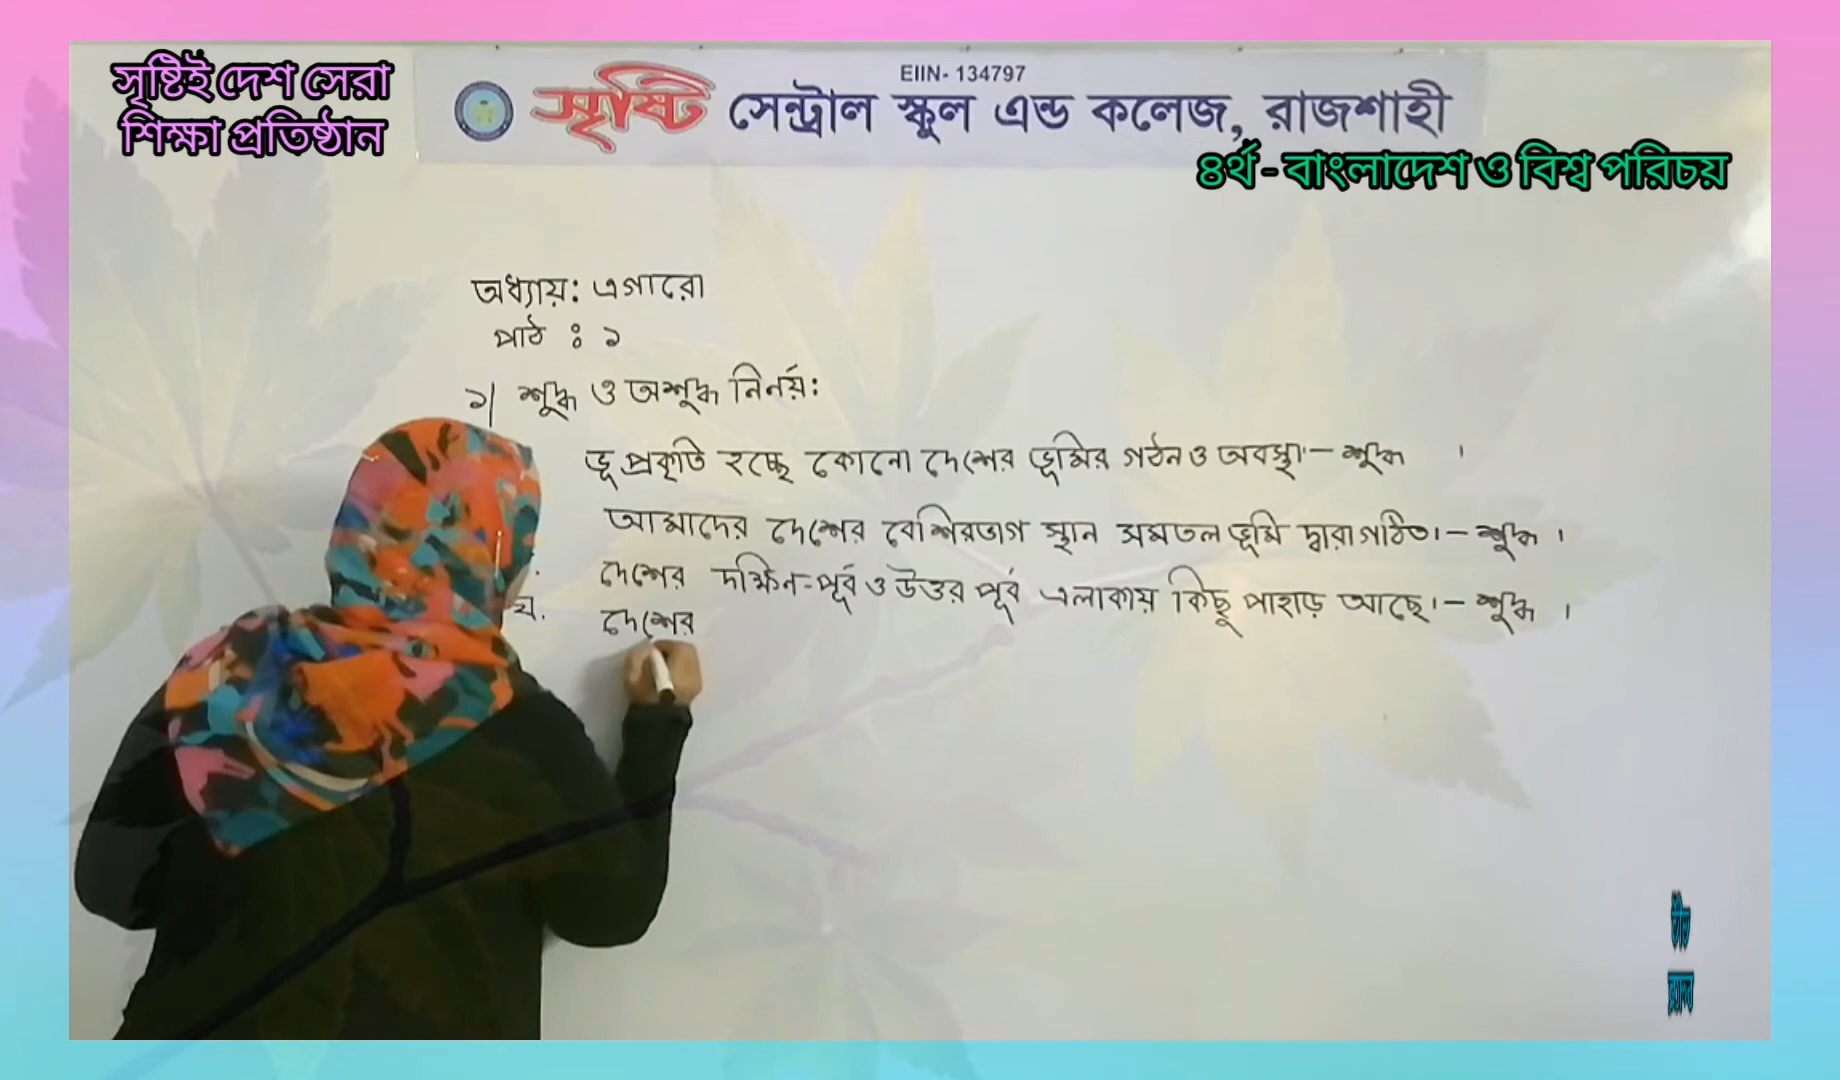 সৃষ্টিই দেশ সেরা
শিক্ষা প্রতিষ্ঠান
EIIN- 134797
সৃষ্টি সেন্ট্রাল স্কুল এন্ড কলেজ, রাজশাহী
৪র্থ - বাংলাদেশ ও বিশ্ব পরিচয়
অধ্যায়: এগারো
পাঠ : ১
১| শুদ্ধ ও অশুদ্ধ নির্নয়:
ভূ প্রকৃতি হচ্ছে কোনো দেশের ভূমির গঠন ও অবস্থা।- শুদ্ধ ।
আমাদের দেশের বেশিরভাগ স্থান সমতল ভূমি দ্বারা গঠিত।- শুদ্ধ ।
দেশের দক্ষিন-পূর্ব ও উত্তর পূর্ব এলাকায় কিছু পাহাড় আছে।- শুদ্ধ ।
ঘ. দেশের